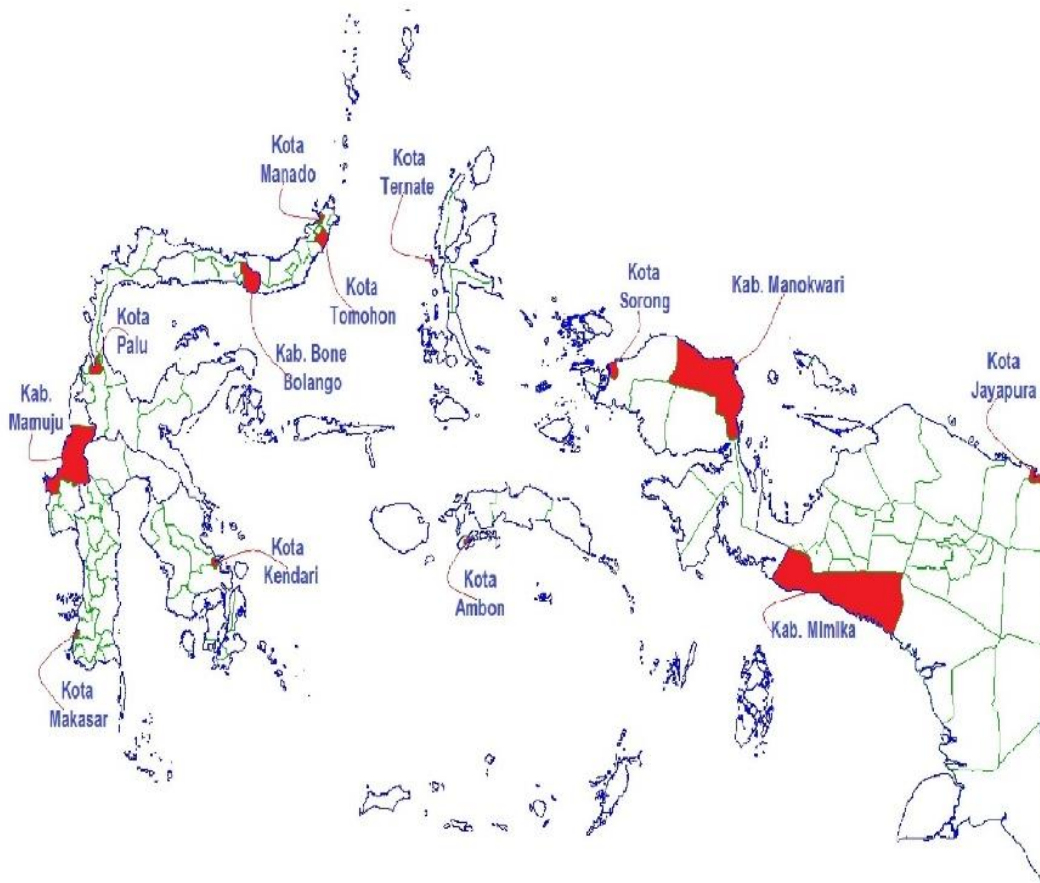 Kota
Manado
Kota
Ternate
Kota
Sorong
Kab. Manokwari
Kota
Tomohon
Kota
Palu
Kab. Bone
Bolango
Kota
Jayapura
Kab.
Mamuju
Kota
Kendari
Kota
Ambon
Kab. Mimika
Kota
Makasar